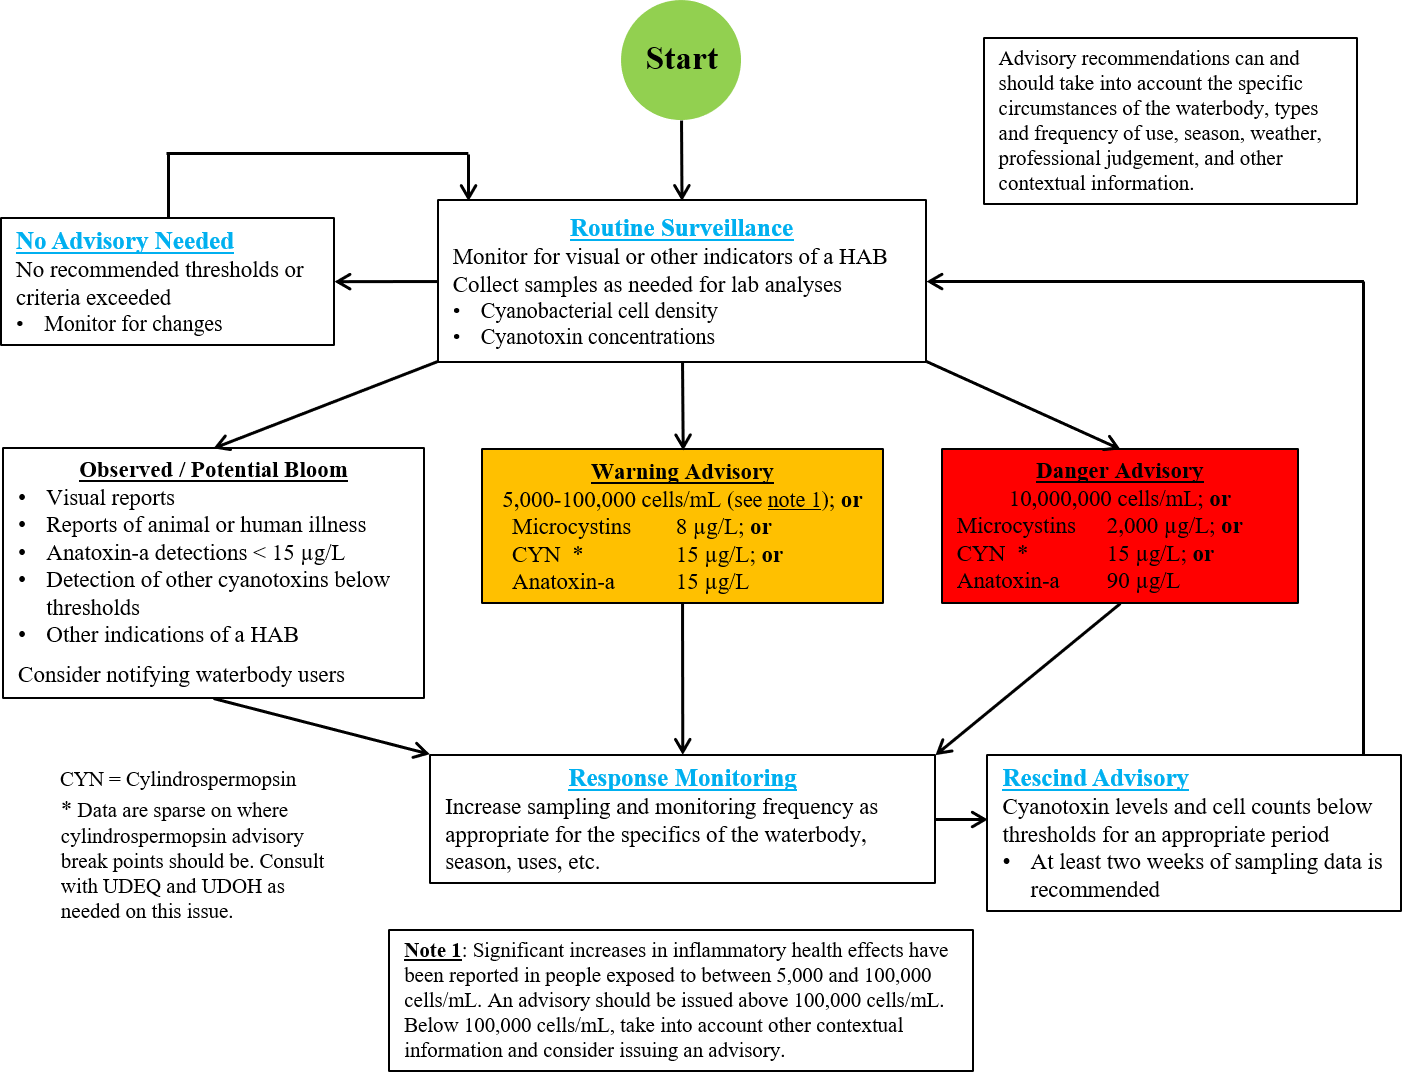 Start
Advisory recommendations can and
should take into account the specific
circumstances of the waterbody, types
and frequency of use, season, weather,
professional judgement, and other
contextual information.
No Advisory Needed
No recommended thresholds or
criteria exceeded
• Monitor for changes
Routine Surveillance
Monitor for visual or other indicators of a HAB
Collect samples as needed for lab analyses
• Cyanobacterial cell density
• Cyanotoxin concentrations
Observed / Potential Bloom
• Visual reports
• Reports of animal or human illness
• Anatoxin-a detections < 15 µg/L
• Detection of other cyanotoxins below
thresholds
• Other indications of a HAB
Consider notifying waterbody users
Warning Advisory
5,000-100,000 cells/mL (see note 1); or
Microcystins 8 µg/L; or
CYN * 15 µg/L; or
Anatoxin-a 15 µg/L
Danger Advisory
10,000,000 cells/mL; or
Microcystins 2,000 µg/L; or
CYN * 15 µg/L; or
Anatoxin-a 90 µg/L
CYN = Cylindrospermopsin
* Data are sparse on where
cylindrospermopsin advisory
break points should be. Consult
with UDEQ and UDOH as
needed on this issue.
Response Monitoring
Increase sampling and monitoring frequency as
appropriate for the specifics of the waterbody,
season, uses, etc.
Rescind Advisory
Cyanotoxin levels and cell counts below
thresholds for an appropriate period
• At least two weeks of sampling data is
recommended
Note 1: Significant increases in inflammatory health effects have
been reported in people exposed to between 5,000 and 100,000
cells/mL. An advisory should be issued above 100,000 cells/mL.
Below 100,000 cells/mL, take into account other contextual
information and consider issuing an advisory.